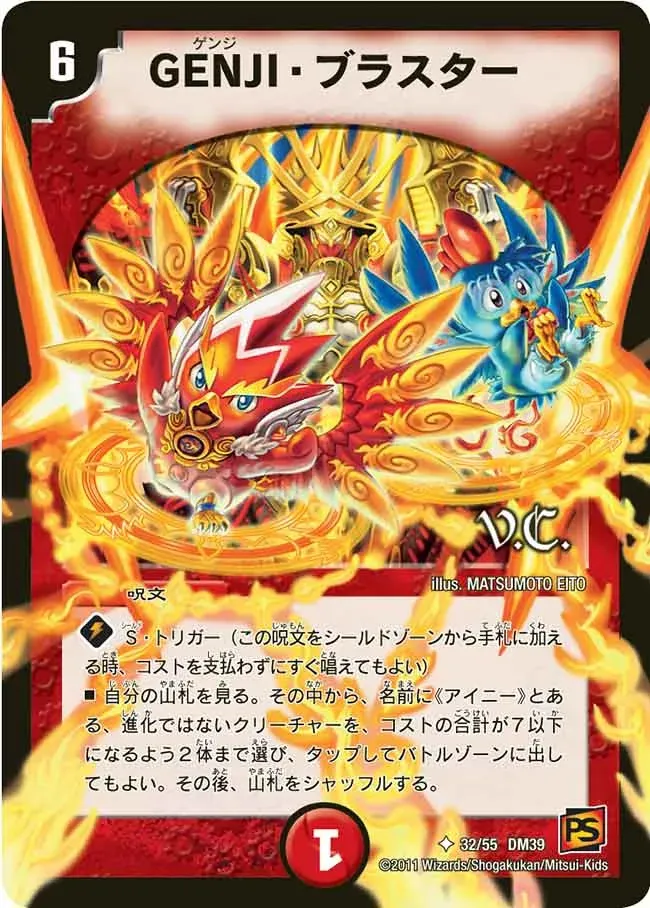 6
ゲンジ
GENJI・ブラスター
V.C.
illus. MATSUMOTO EITO
呪文
S・トリガー（この呪文をシールドゾーンから手札に加え
る時、コストを支払わずにすぐ唱えてもよい）
■ 自分の山札を見る。その中から、名前に《アイニー》とあ
る、進化ではないクリーチャーを、コストの合計が７以下
になるよう２体まで選び、タップしてバトルゾーンに出し
てもよい。その後、山札をシャッフルする。
1
32/55 DM39
PS
©2011 Wizards/Shogakukan/Mitsui-Kids